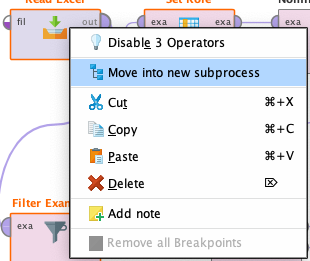 Read Excel
Set Role
fil
out
exa
exa
Disable 3 Operators
Move into new subprocess
Cut ⌘+X
Copy ⌘+C
Paste ⌘+V
Delete ⌦
Filter Exam
exa
Add note
Remove all Breakpoints